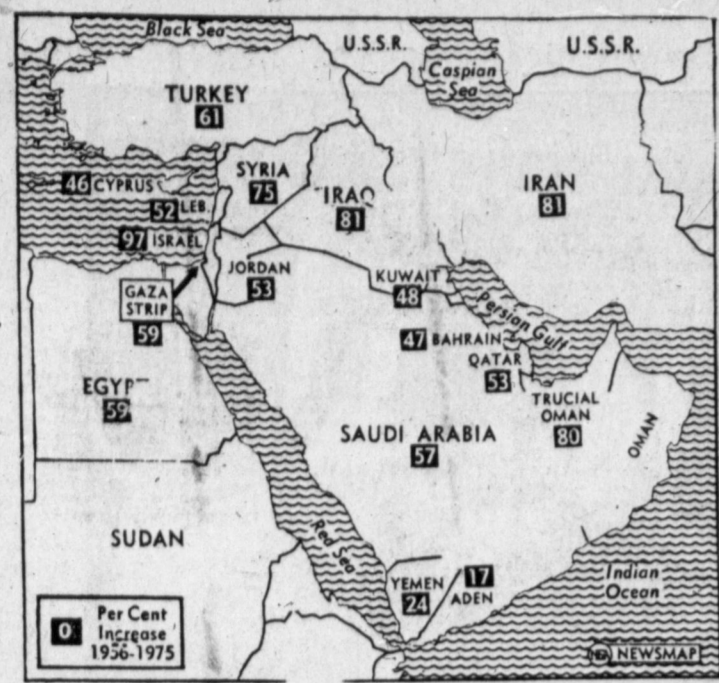 Black Sea
U.S.S.R.
U.S.S.R.
Caspian
Sea
TURKEY
61
46 CYPRUS
SYRIA
75
IRAQ
81
IRAN
81
52 LEB.
97 ISRAEL
JORDAN
53
GAZA
STRIP
59
KUWAIT
48
Persian Gulf
47 BAHRAIN
QATAR
53
EGYPT
59
TRUCIAL
OMAN
80
OMAN
SAUDI ARABIA
57
SUDAN
Red Sea
YEMEN
24
17
ADEN
Indian
Ocean
0 Per Cent
Increase
1956-1975
NEA NEWSMAP